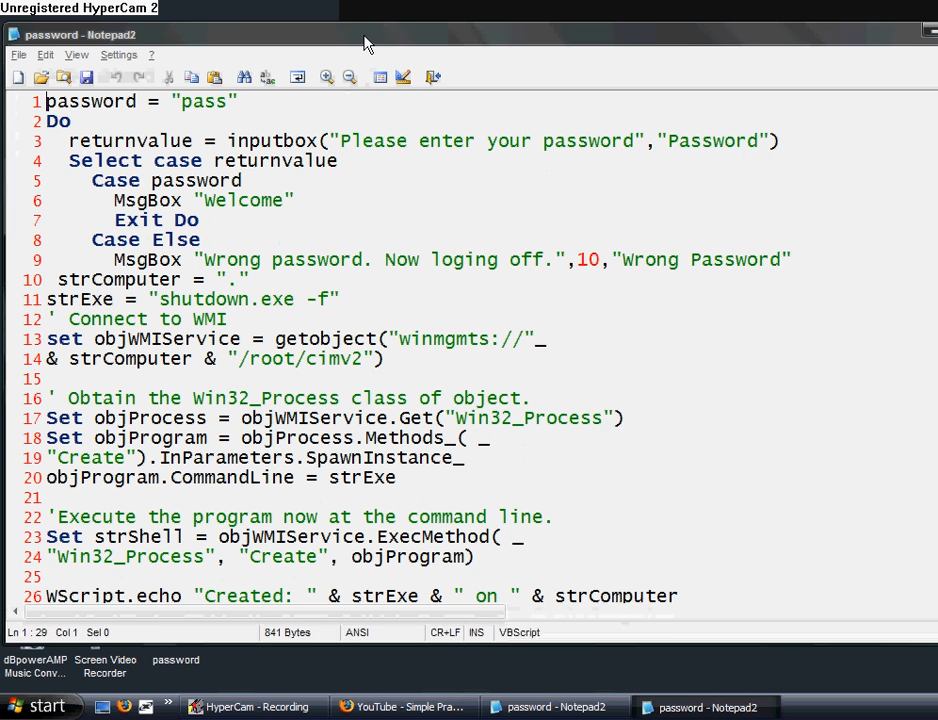 Unregistered HyperCam 2
password - Notepad2
File Edit View Settings ?
1 password = "pass"
2 Do
3 returnvalue = inputbox("Please enter your password","Password")
4 Select case returnvalue
5 Case password
6 MsgBox "Welcome"
7 Exit Do
8 Case Else
9 MsgBox "Wrong password. Now loging off.",10,"Wrong Password"
10 strComputer = "."
11 strExe = "shutdown.exe -f"
12 ' Connect to WMI
13 set objWMIService = getobject("winmgmts://"_
14 & strComputer & "/root/cimv2")
15
16 ' Obtain the Win32_Process class of object.
17 Set objProcess = objWMIService.Get("Win32_Process")
18 Set objProgram = objProcess.Methods_( _
19 "Create").InParameters.SpawnInstance_
20 objProgram.CommandLine = strExe
21
22 'Execute the program now at the command line.
23 Set strShell = objWMIService.ExecMethod( _
24 "Win32_Process", "Create", objProgram)
25
26 WScript.echo "Created: " & strExe & " on " & strComputer
Ln 1 : 29 Col 1 Sel 0 841 Bytes ANSI CR+LF INS VBScript
dBpowerAMP Screen Video password
Music Conv... Recorder
start » HyperCam - Recording YouTube - Simple Pra... password - Notepad2 password - Notepad2